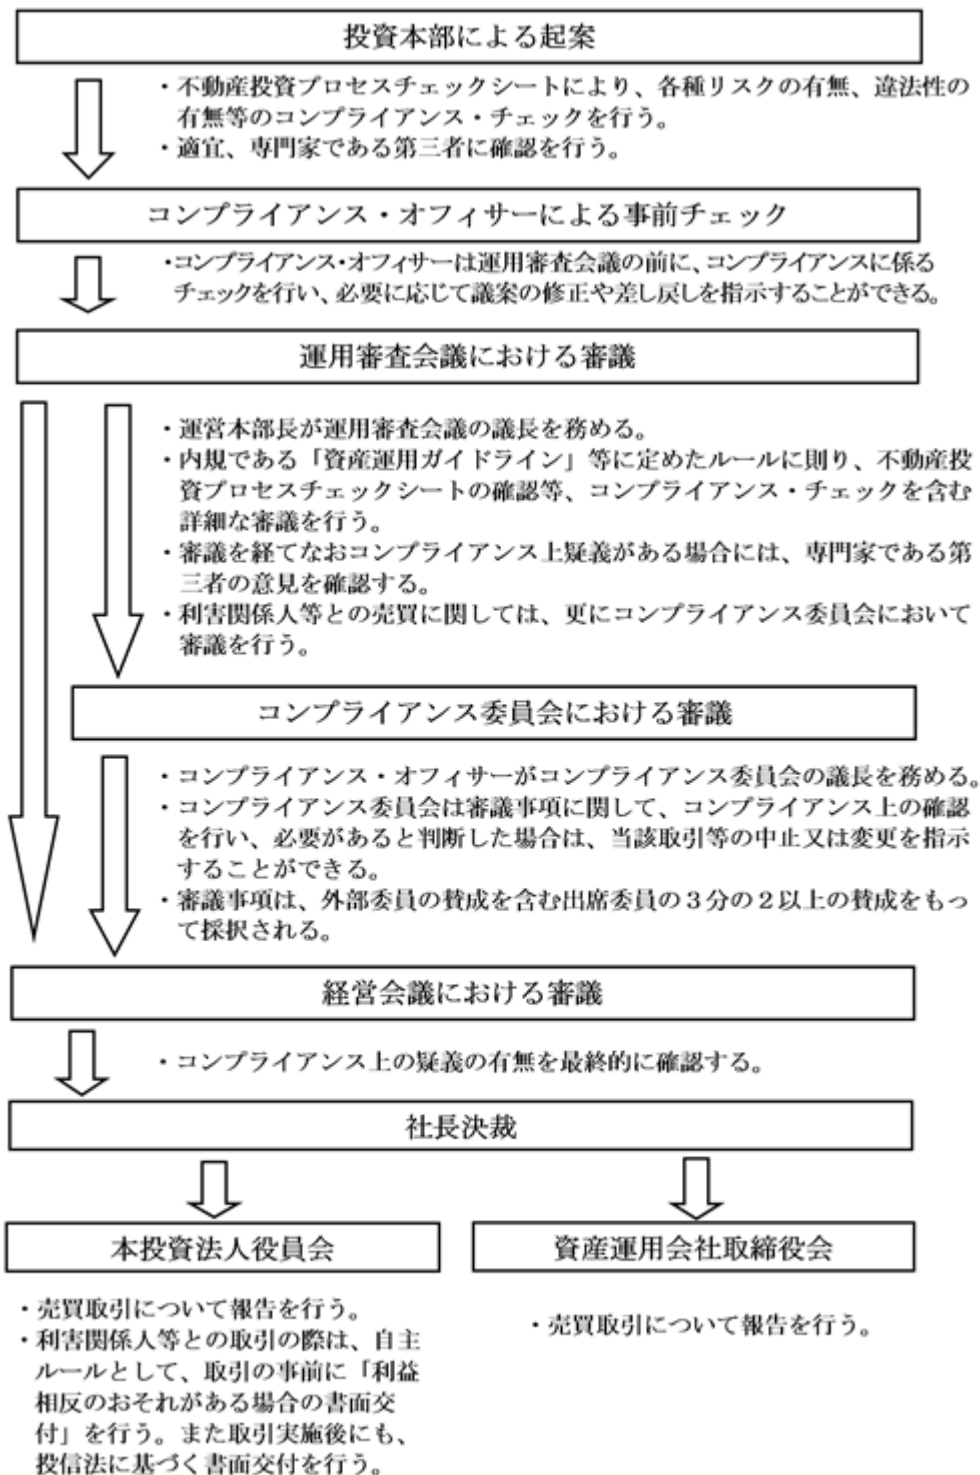 投資本部による起案
・不動産投資プロセスチェックシートにより、各種リスクの有無、違法性の
有無等のコンプライアンス・チェックを行う。
・適宜、専門家である第三者に確認を行う。
コンプライアンス・オフィサーによる事前チェック
・コンプライアンス・オフィサーは運用審査会議の前に、コンプライアンスに係る
チェックを行い、必要に応じて議案の修正や差し戻しを指示することができる。
運用審査会議における審議
・運営本部長が運用審査会議の議長を務める。
・内規である「資産運用ガイドライン」等に定めたルールに則り、不動産投
資プロセスチェックシートの確認等、コンプライアンス・チェックを含む
詳細な審議を行う。
・審議を経てなおコンプライアンス上疑義がある場合には、専門家である第
三者の意見を確認する。
・利害関係人等との売買に関しては、更にコンプライアンス委員会において
審議を行う。
コンプライアンス委員会における審議
・コンプライアンス・オフィサーがコンプライアンス委員会の議長を務める。
・コンプライアンス委員会は審議事項に関して、コンプライアンス上の確認
を行い、必要があると判断した場合は、当該取引等の中止又は変更を指示
することができる。
・審議事項は、外部委員の賛成を含む出席委員の３分の２以上の賛成をもっ
て採択される。
経営会議における審議
・コンプライアンス上の疑義の有無を最終的に確認する。
社長決裁
本投資法人役員会
・売買取引について報告を行う。
・利害関係人等との取引の際は、自主
ルールとして、取引の事前に「利益
相反のおそれがある場合の書面交
付」を行う。また取引実施後にも、
投信法に基づく書面交付を行う。
資産運用会社取締役会
・売買取引について報告を行う。